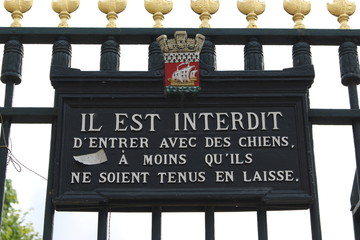 IL EST INTERDIT
D'ENTRER AVEC DES CHIENS,
À MOINS QU'ILS
NE SOIENT TENUS EN LAISSE.